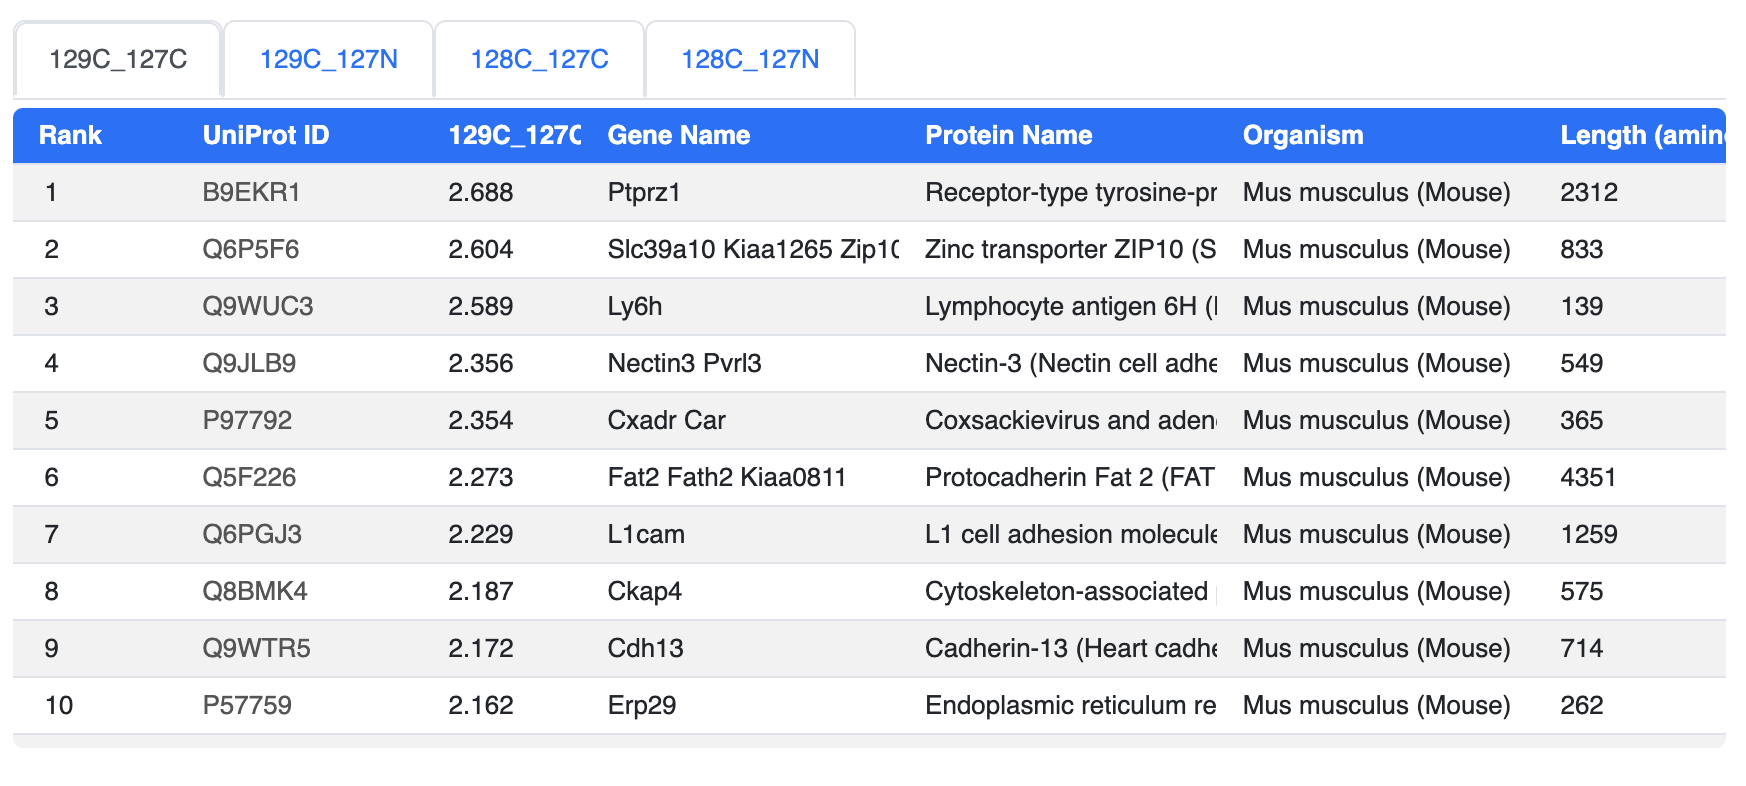 129C_127C 129C_127N 128C_127C 128C_127N
Rank UniProt ID 129C_127C Gene Name Protein Name Organism Length (amin
1 B9EKR1 2.688 Ptprz1 Receptor-type tyrosine-pr Mus musculus (Mouse) 2312
2 Q6P5F6 2.604 Slc39a10 Kiaa1265 Zip10 Zinc transporter ZIP10 (S Mus musculus (Mouse) 833
3 Q9WUC3 2.589 Ly6h Lymphocyte antigen 6H ( Mus musculus (Mouse) 139
4 Q9JLB9 2.356 Nectin3 Pvrl3 Nectin-3 (Nectin cell adhe Mus musculus (Mouse) 549
5 P97792 2.354 Cxadr Car Coxsackievirus and aden Mus musculus (Mouse) 365
6 Q5F226 2.273 Fat2 Fath2 Kiaa0811 Protocadherin Fat 2 (FAT Mus musculus (Mouse) 4351
7 Q6PGJ3 2.229 L1cam L1 cell adhesion molecule Mus musculus (Mouse) 1259
8 Q8BMK4 2.187 Ckap4 Cytoskeleton-associated Mus musculus (Mouse) 575
9 Q9WTR5 2.172 Cdh13 Cadherin-13 (Heart cadhe Mus musculus (Mouse) 714
10 P57759 2.162 Erp29 Endoplasmic reticulum re Mus musculus (Mouse) 262